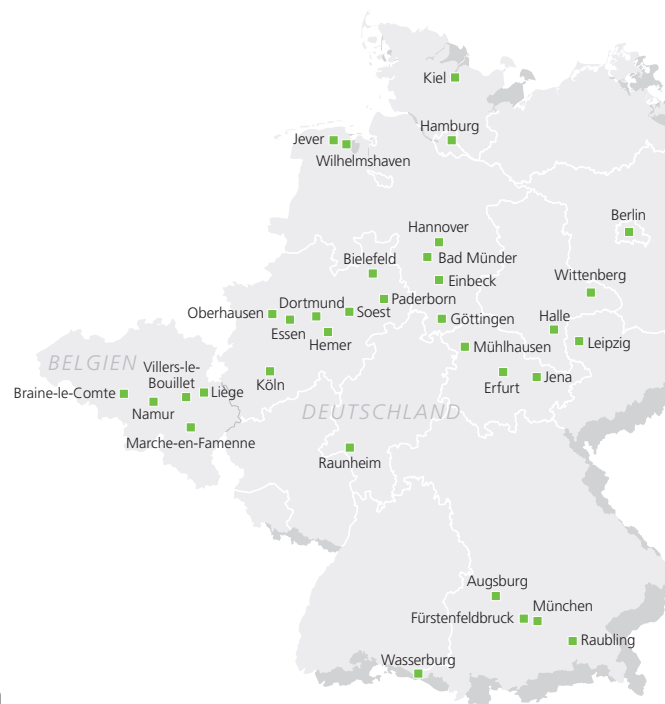 Kiel
Hamburg
Jever
Wilhelmshaven
Berlin
Hannover
Bielefeld
Bad Münder
Einbeck
Wittenberg
Paderborn
Oberhausen
Dortmund
Soest
Göttingen
Halle
Essen
Hemer
Mühlhausen
Leipzig
BELGIEN
Villers-le-
Bouillet
Liège
Köln
Erfurt
Jena
Braine-le-Comte
Namur
DEUTSCHLAND
Marche-en-Famenne
Raunheim
Augsburg
Fürstenfeldbruck
München
Raubling
Wasserburg